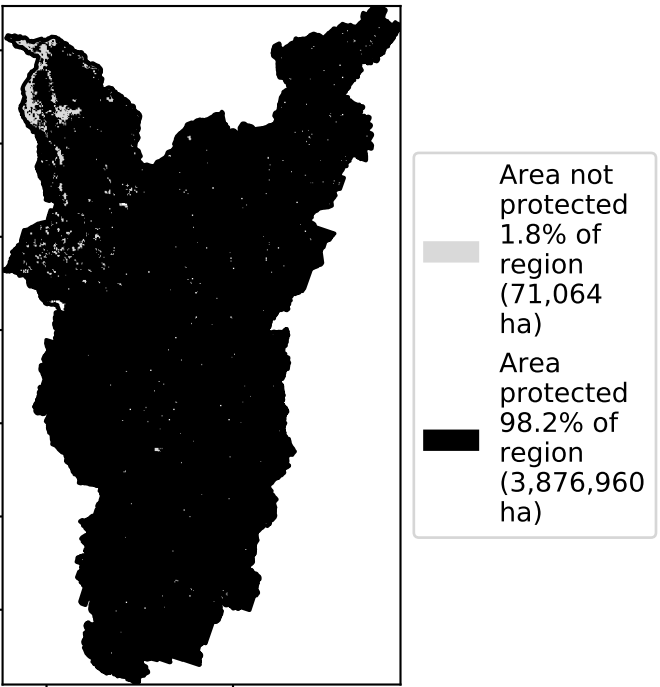 Area not
protected
1.8% of
region
(71,064
ha)
Area
protected
98.2% of
region
(3,876,960
ha)